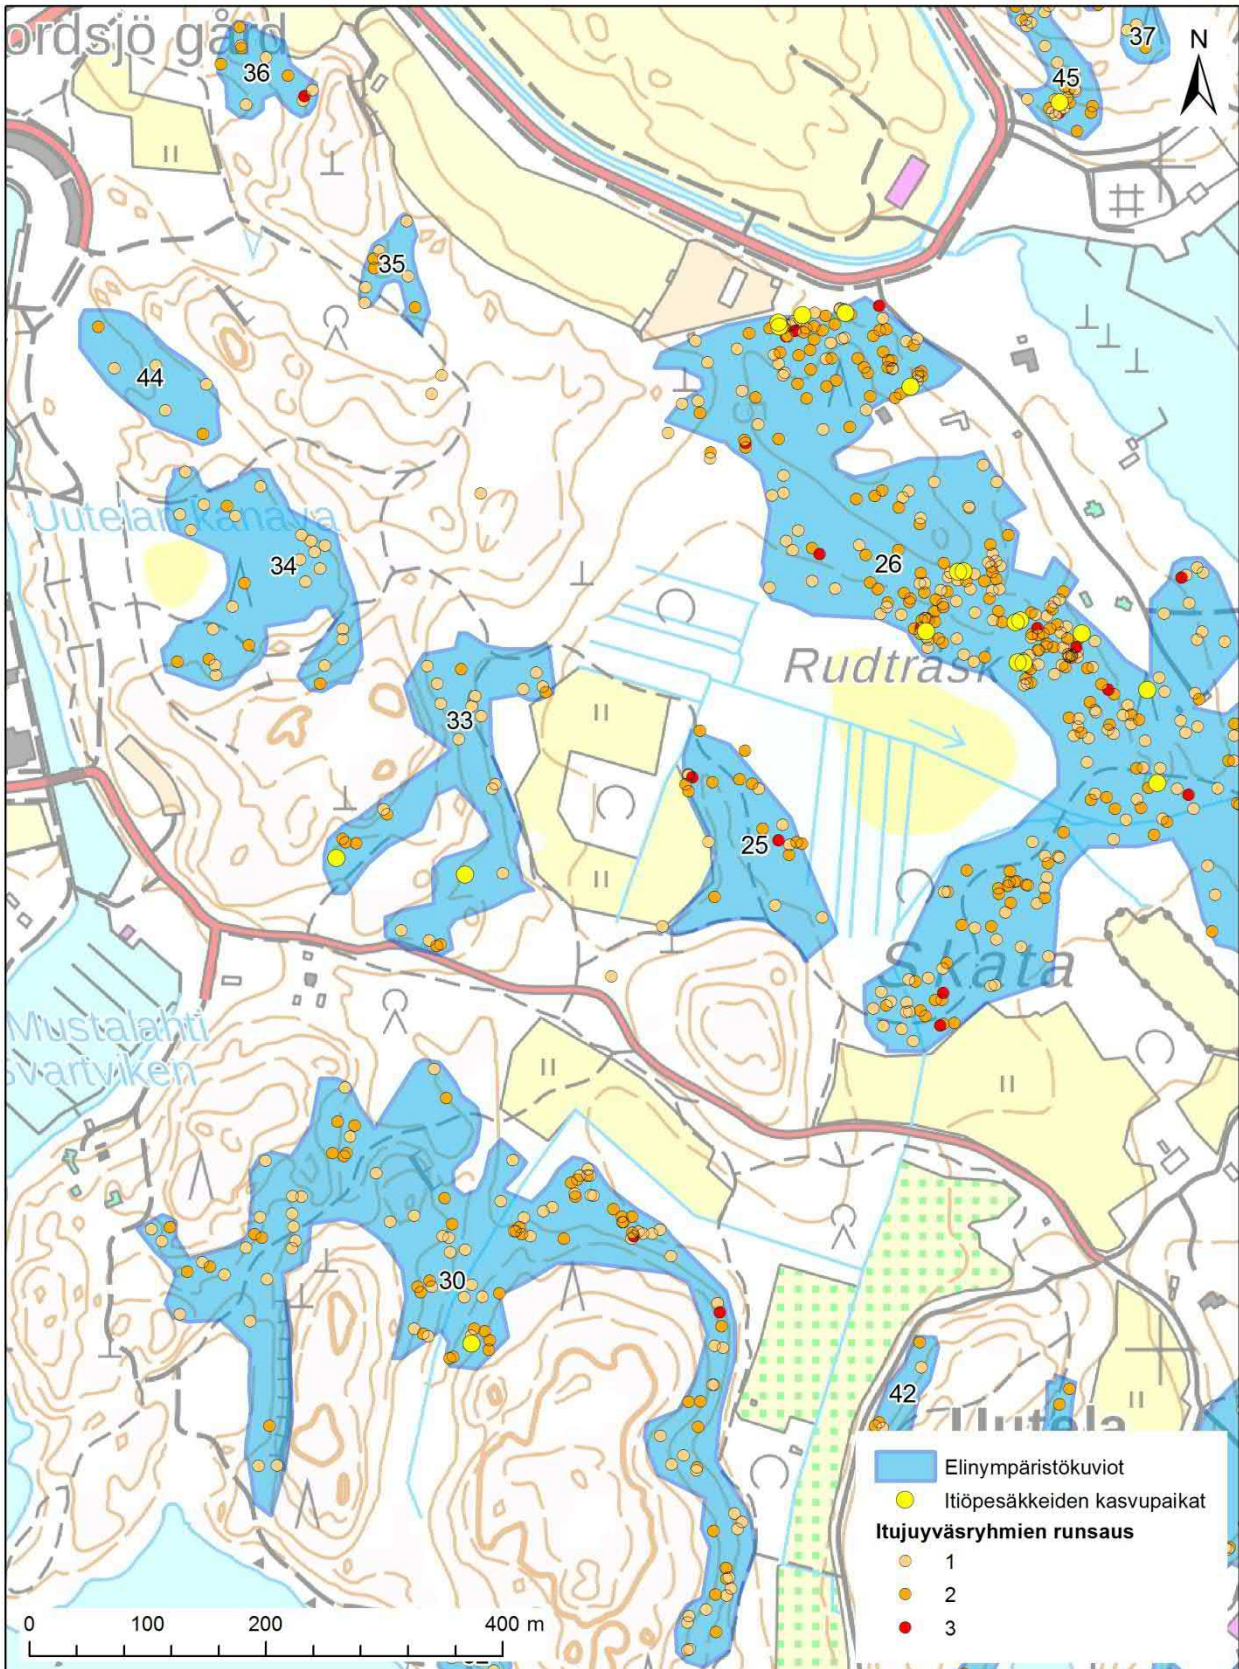 ordsjö gård
36
37
45
N
35
44
Uutelan kanava
34
26
Rudträsk
33
25
Skata
Mustalahti
svartviken
30
42
Uutela
Elinympäristökuviot
Itiöpesäkkeiden kasvupaikat
Itujuyväsryhmien runsaus
1
2
3
0 100 200 400 m